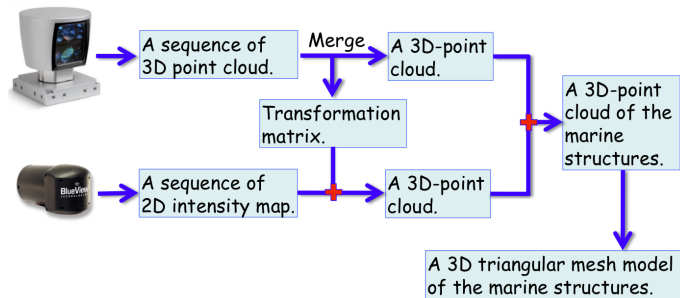 A sequence of
3D point cloud.
Merge
A 3D-point
cloud.
Transformation
matrix.
A 3D-point
cloud of the
marine
structures.
BlueView
A sequence of
2D intensity map.
A 3D-point
cloud.
A 3D triangular mesh model
of the marine structures.